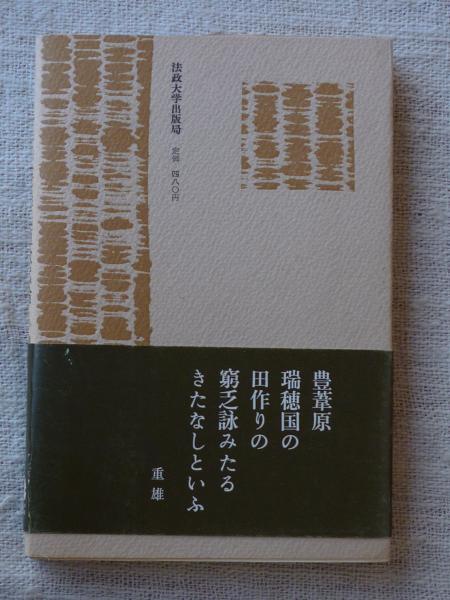 法政大学出版局
定価 四八〇円
豊葦原
瑞穂国の
田作りの
窮乏詠みたる
きたなしといふ
重雄